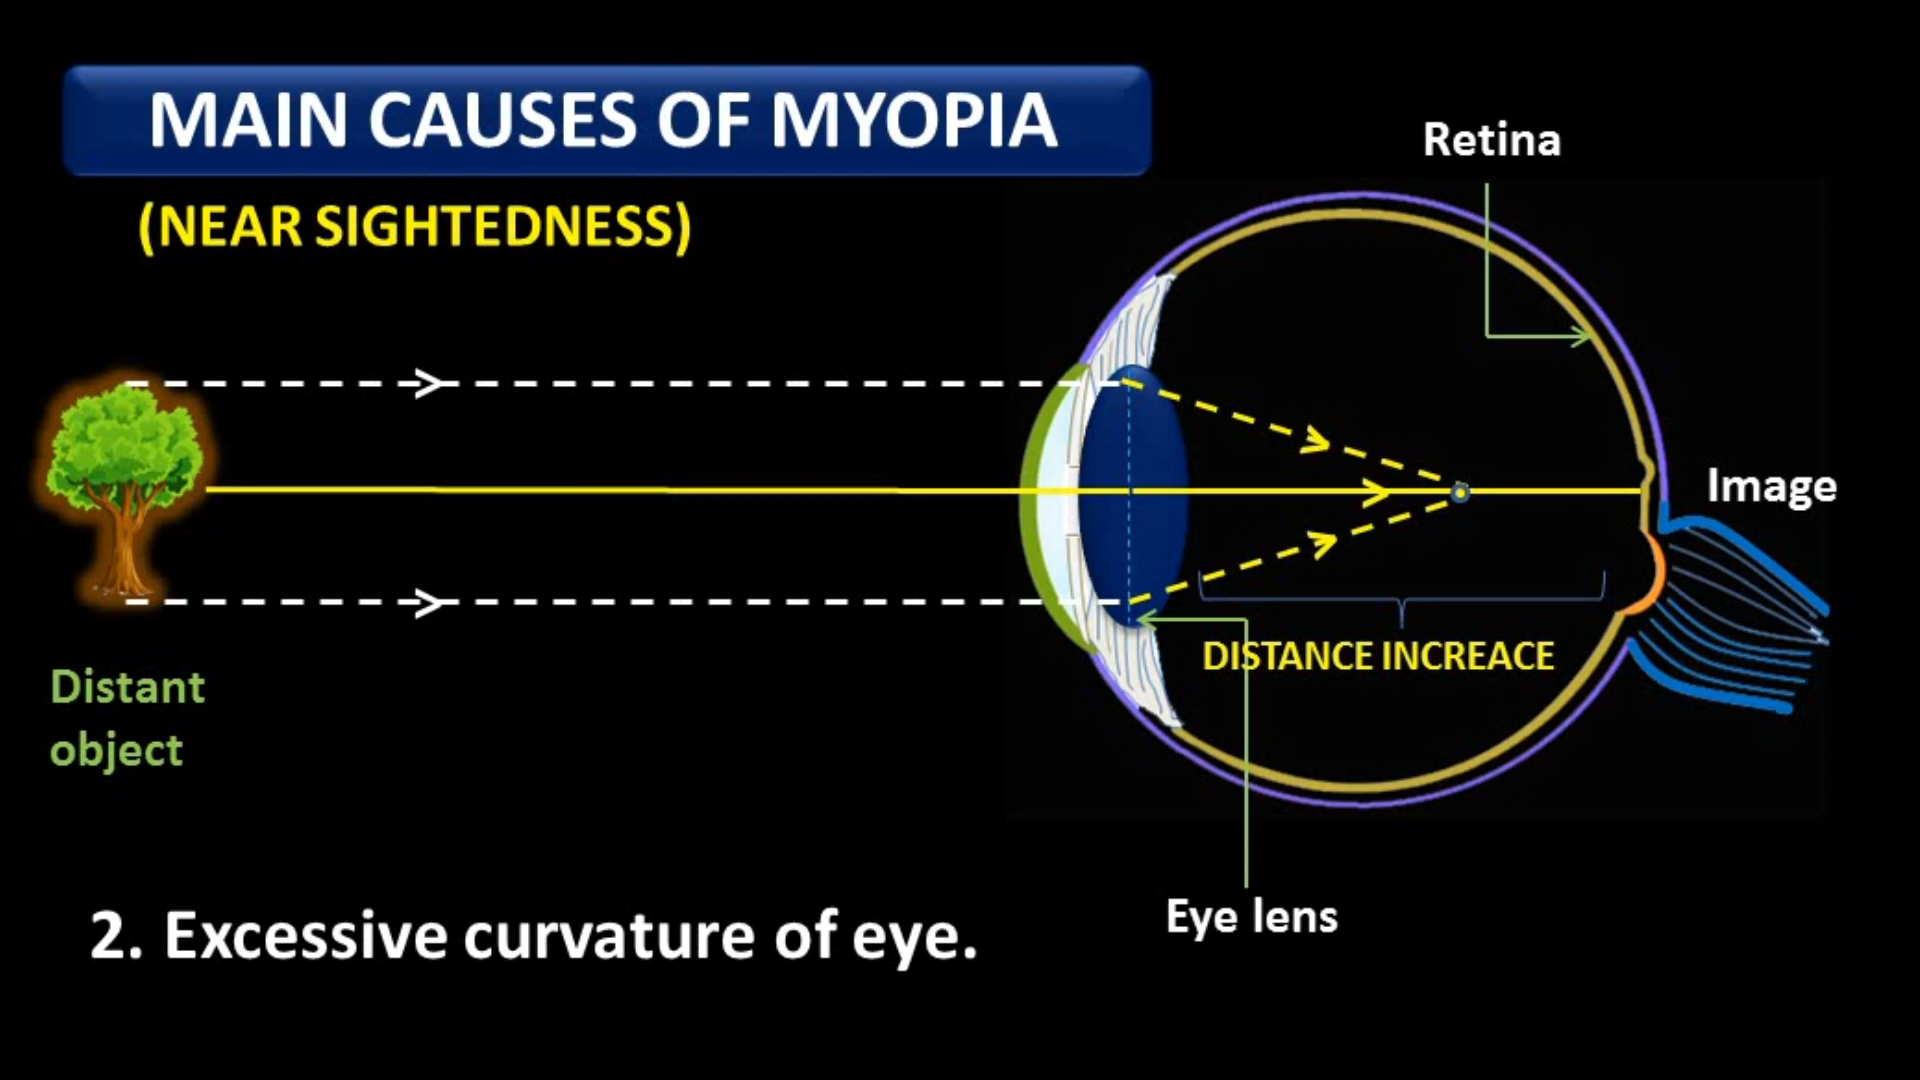 MAIN CAUSES OF MYOPIA
(NEAR SIGHTEDNESS)
Retina
Image
Distant
object
DISTANCE INCREACE
Eye lens
2. Excessive curvature of eye.